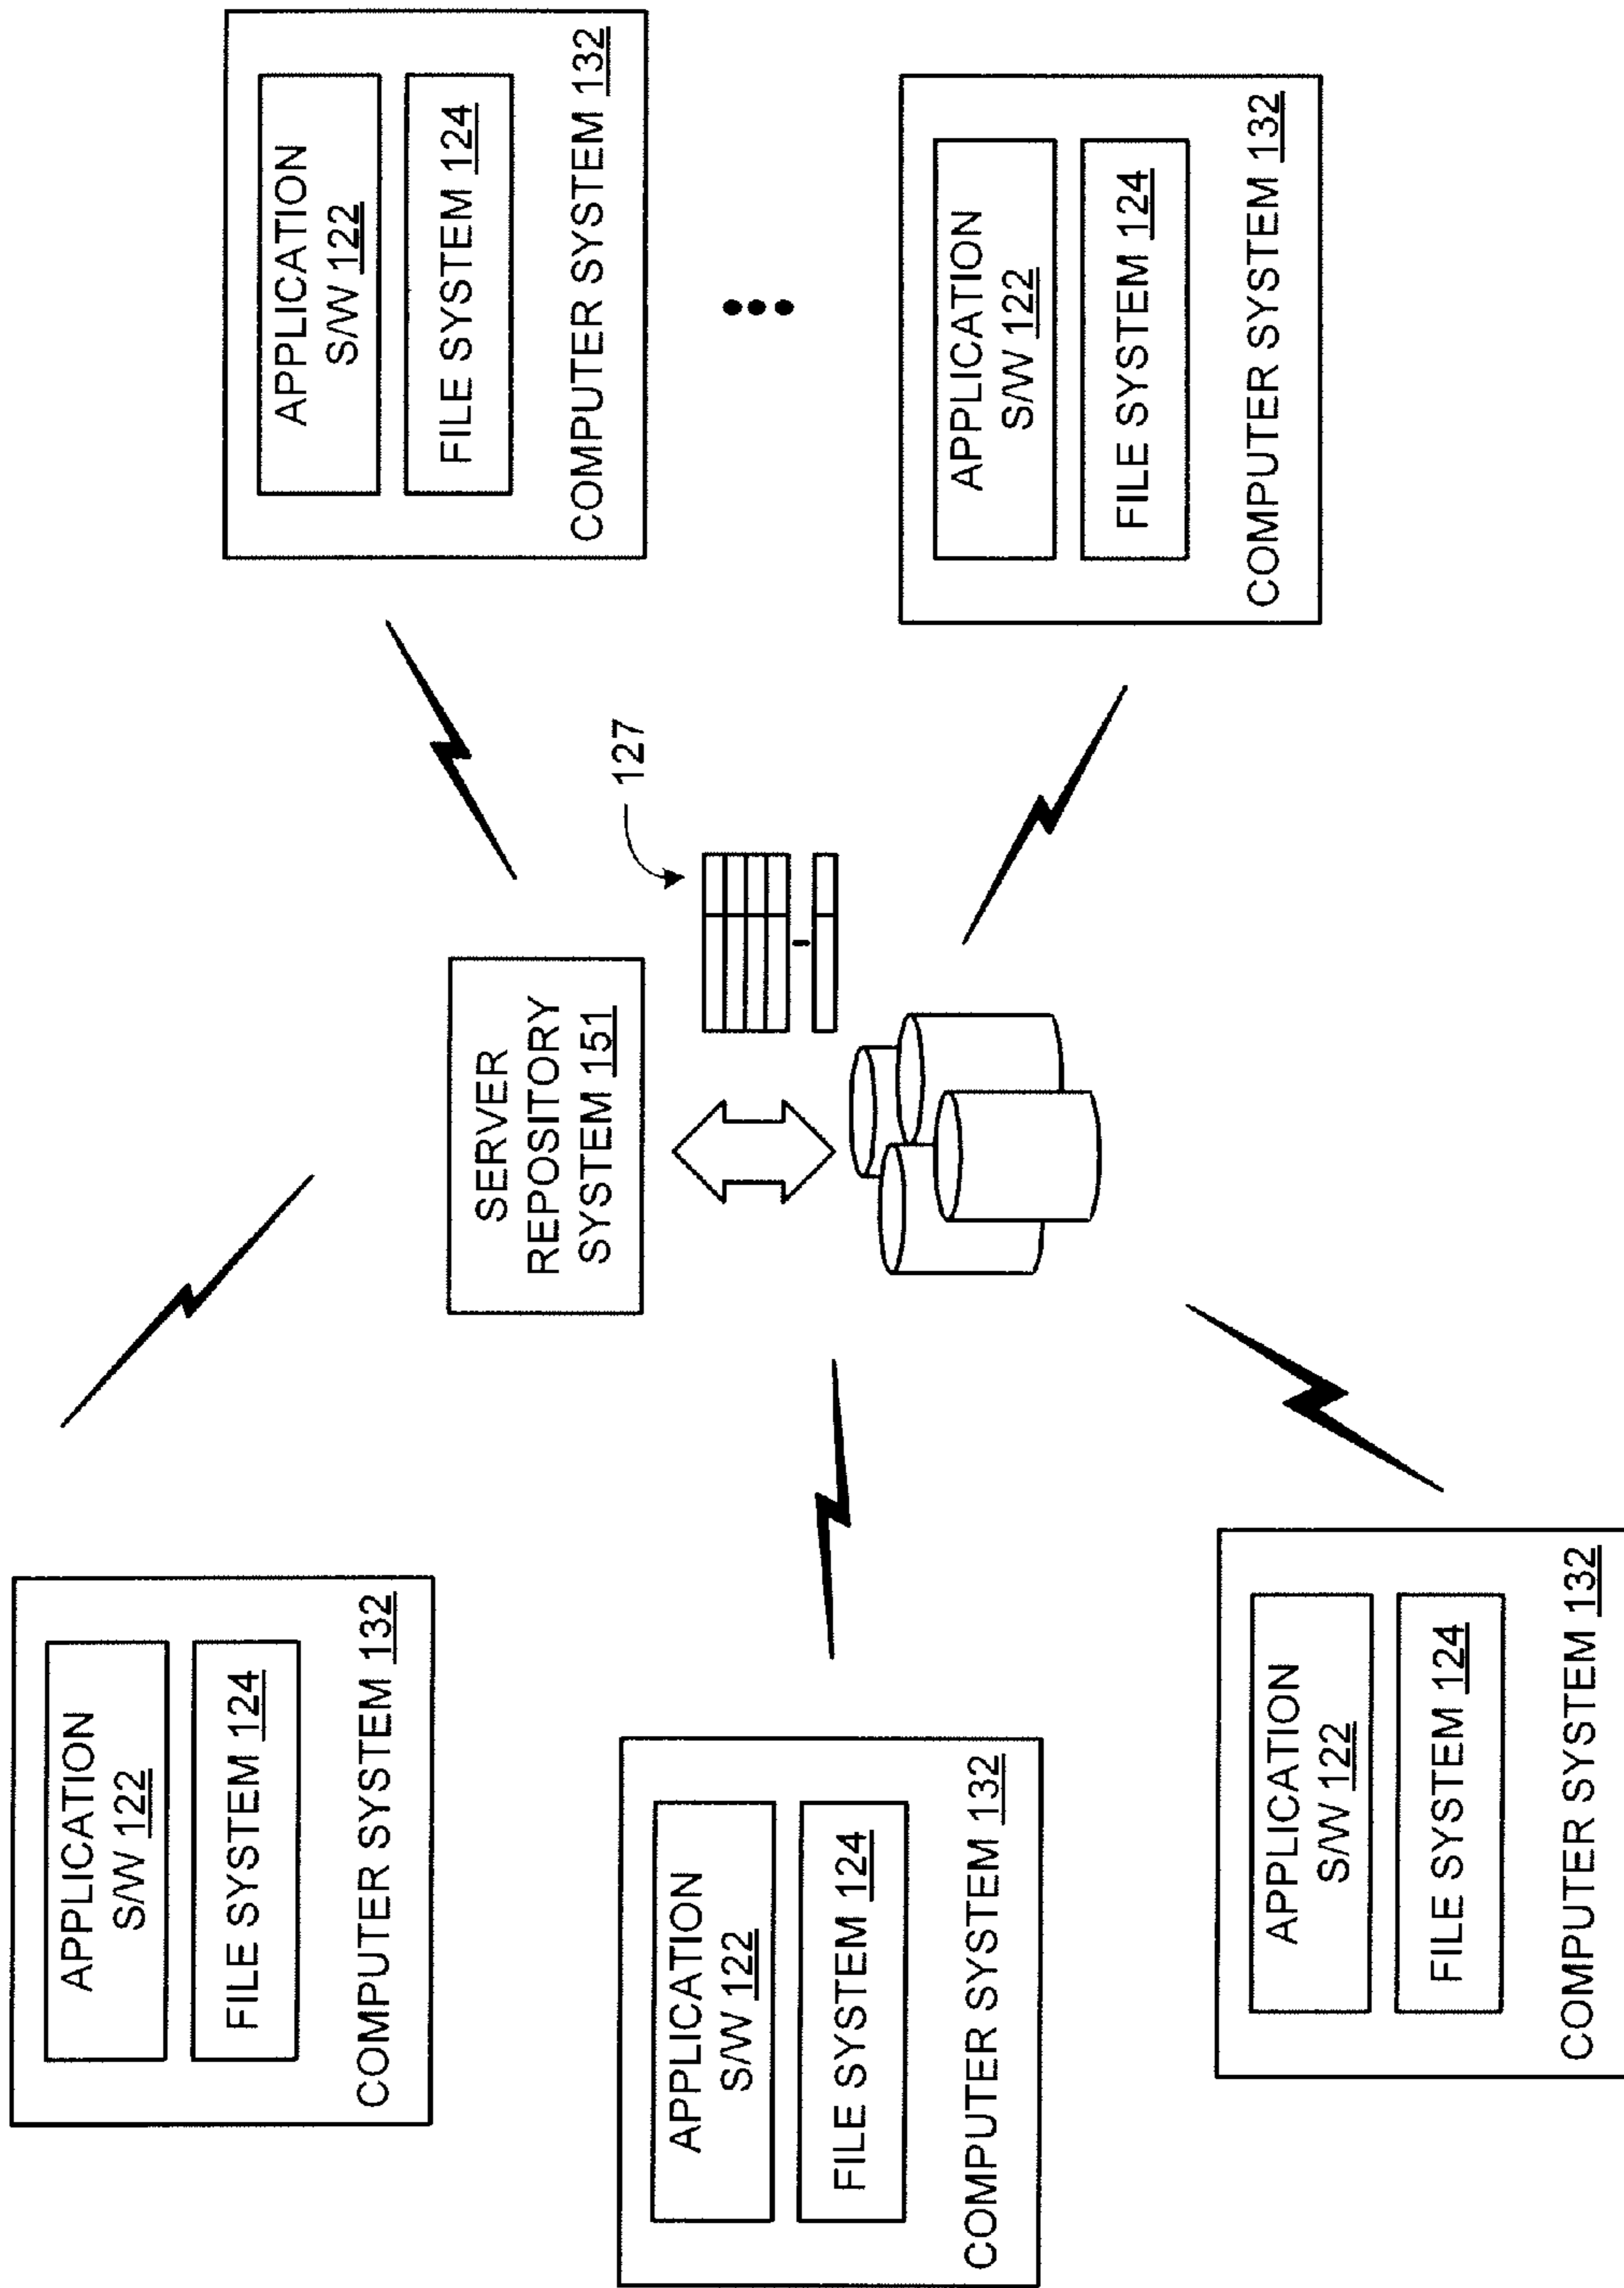 APPLICATION
S/W 122
FILE SYSTEM 124
COMPUTER SYSTEM 132
APPLICATION
S/W 122
FILE SYSTEM 124
COMPUTER SYSTEM 132
SERVER
REPOSITORY
SYSTEM 151
127
APPLICATION
S/W 122
FILE SYSTEM 124
COMPUTER SYSTEM 132
APPLICATION
S/W 122
FILE SYSTEM 124
COMPUTER SYSTEM 132
APPLICATION
S/W 122
FILE SYSTEM 124
COMPUTER SYSTEM 132